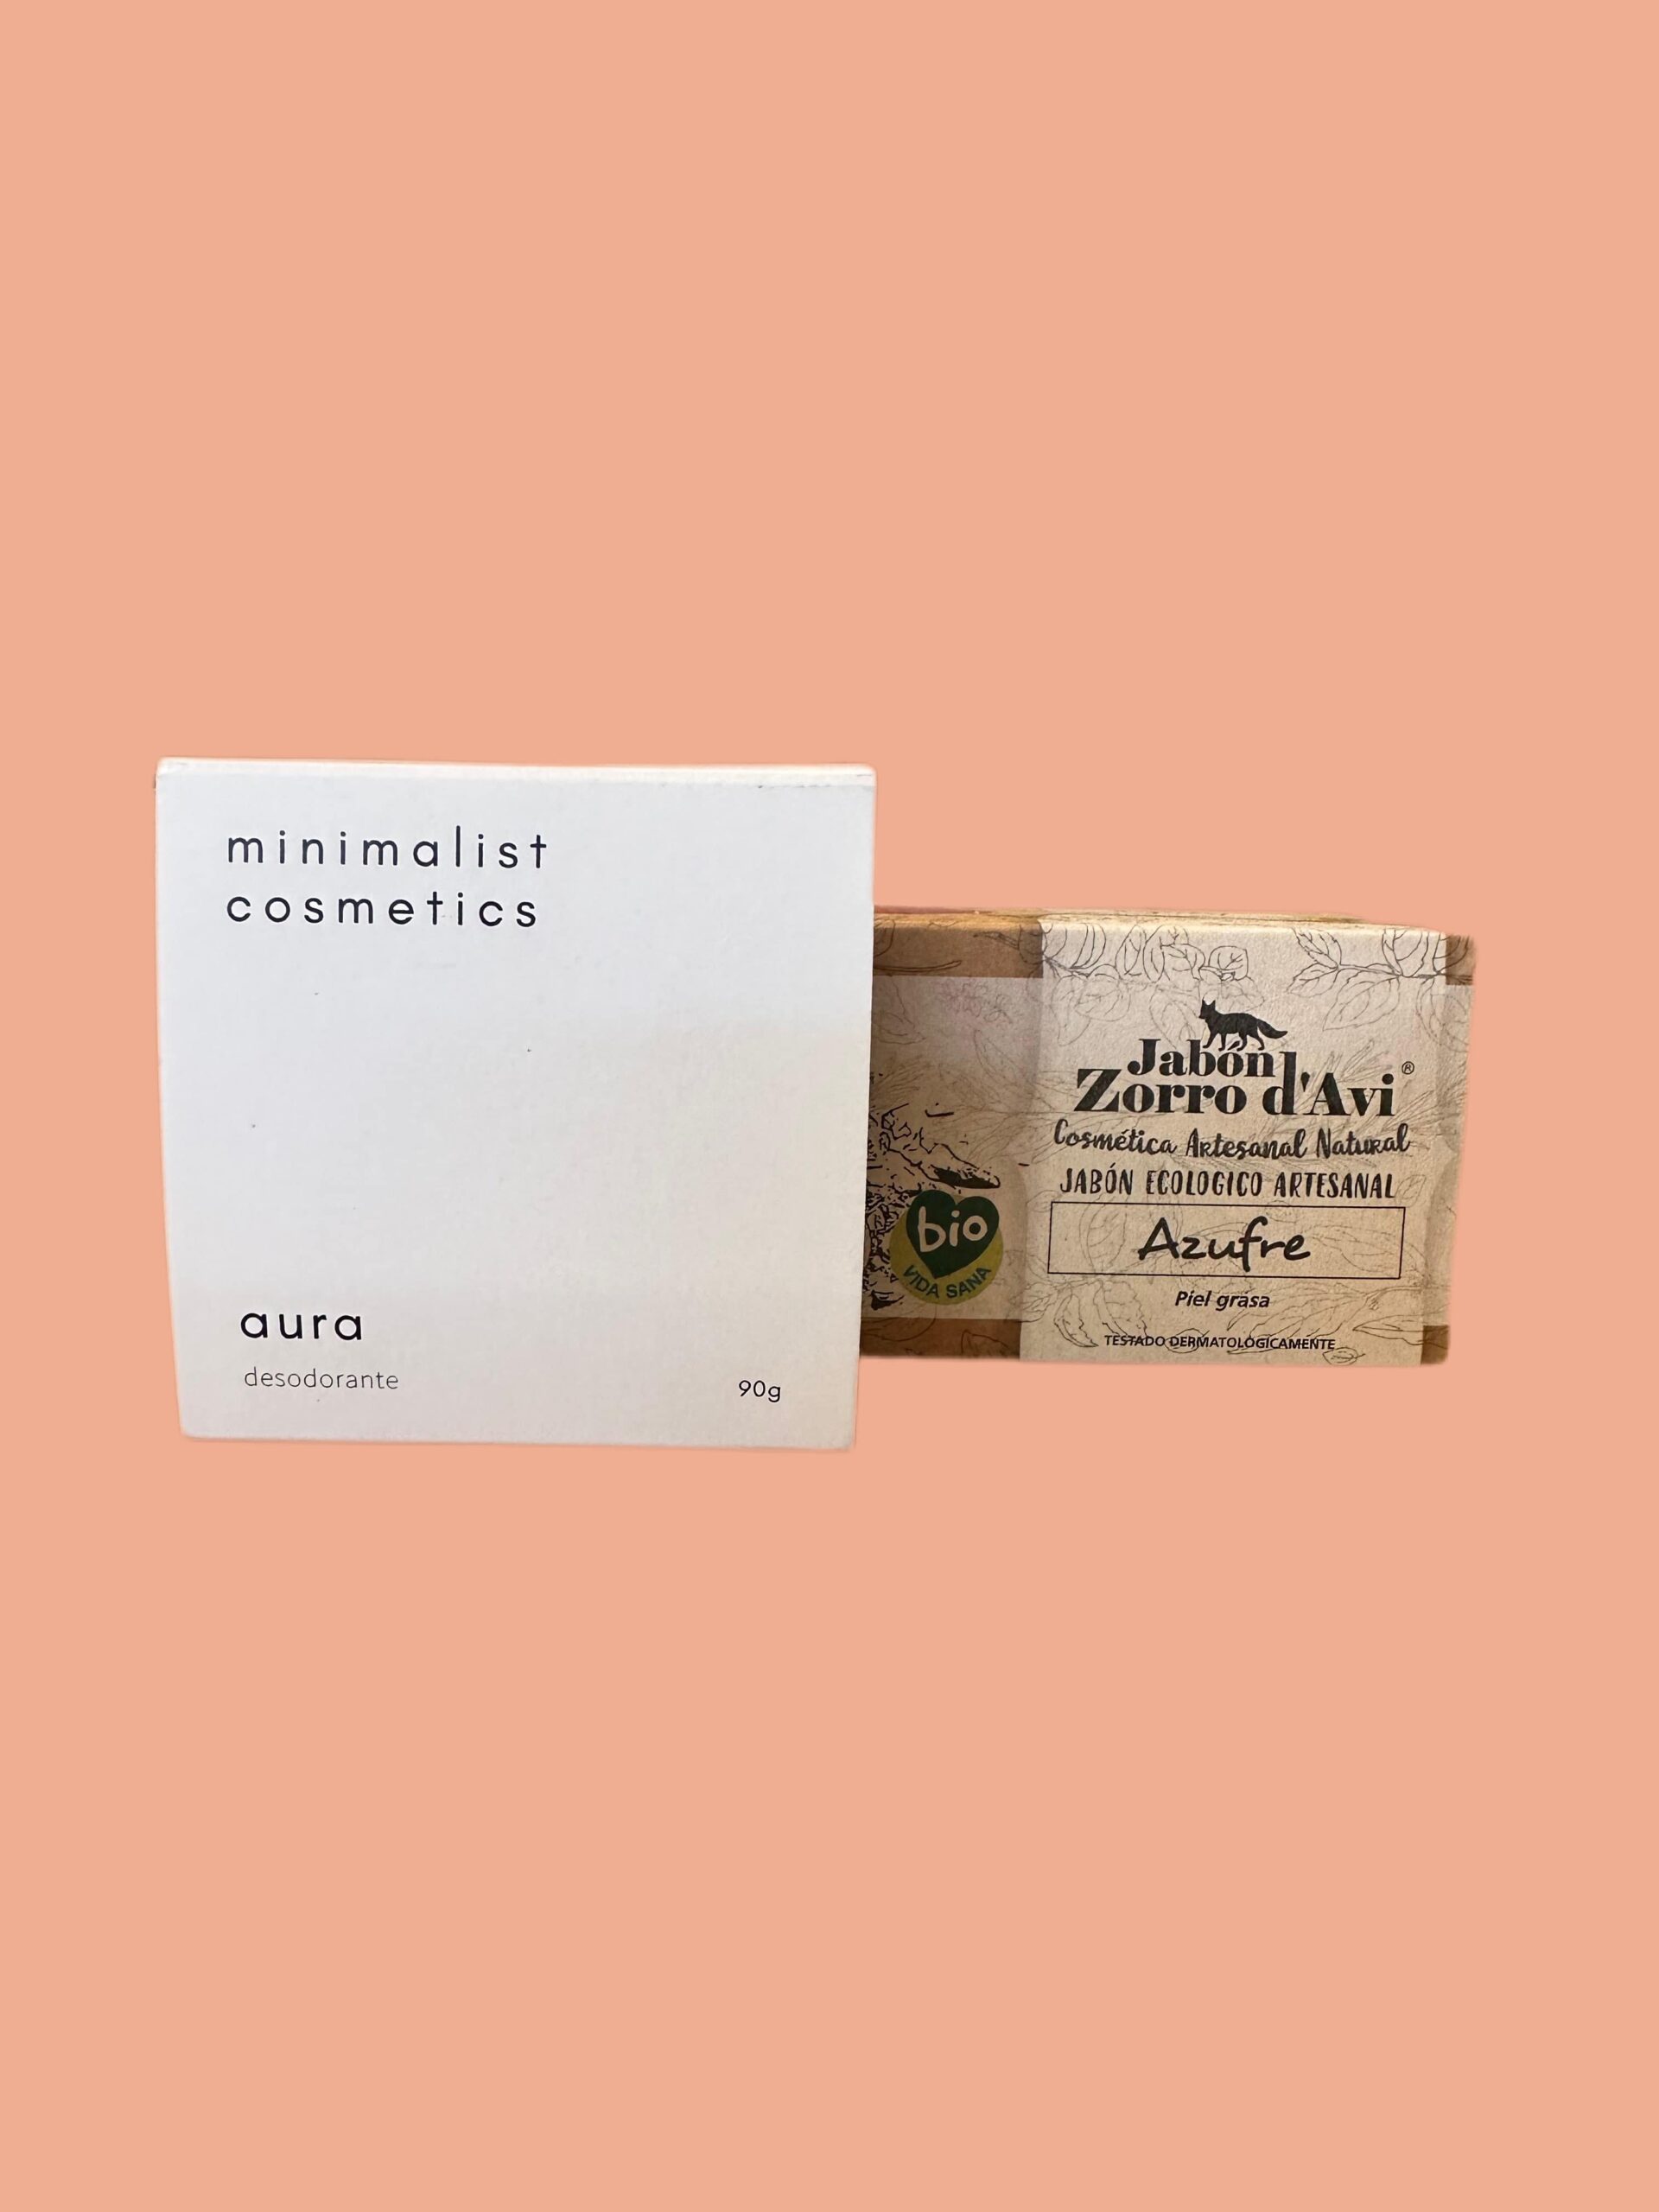 minimalist
cosmetics
aura
desodorante
90g
bio
VIDA SANA
Jabón
Zorro d'Avi®
Cosmética Artesanal Natural
JABÓN ECOLOGICO ARTESANAL
Azufre
Piel grasa
TESTADO DERMATOLÓGICAMENTE